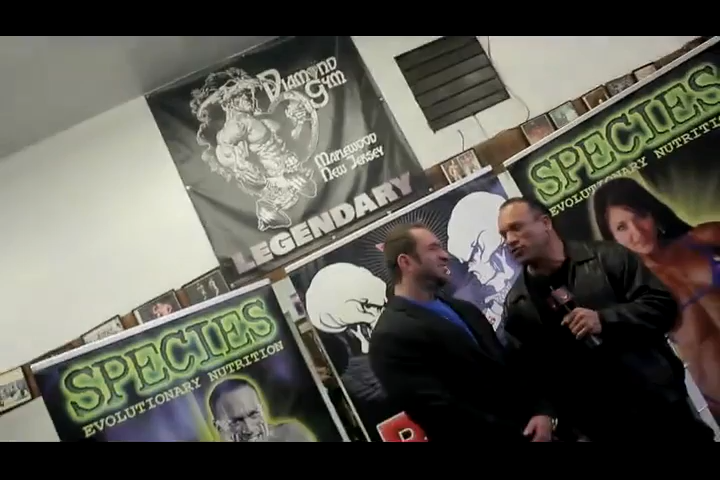 DIAMOND
GYM
MAPLEWOOD
NEW JERSEY
LEGENDARY
SPECIES
EVOLUTIONARY NUTRITION
SPECIES
EVOLUTIONARY NUTRITION